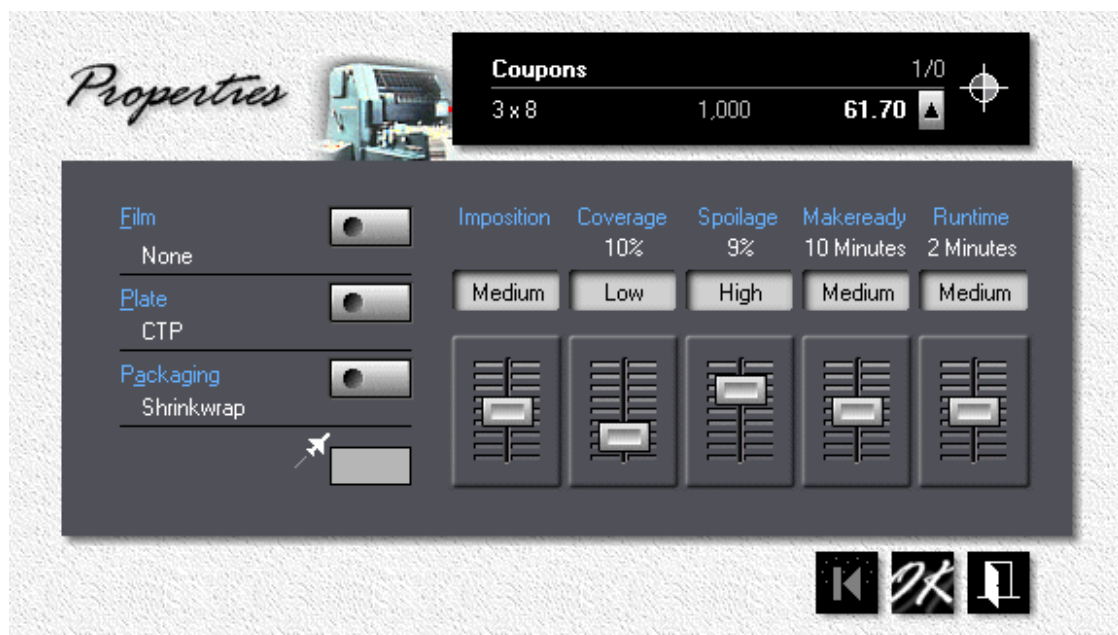 Properties
Coupons 1/0
3 x 8 1,000 61.70
Film
None
Plate
CTP
Packaging
Shrinkwrap
Imposition Coverage Spoilage Makeready Runtime
10% 9% 10 Minutes 2 Minutes
Medium Low High Medium Medium
OK